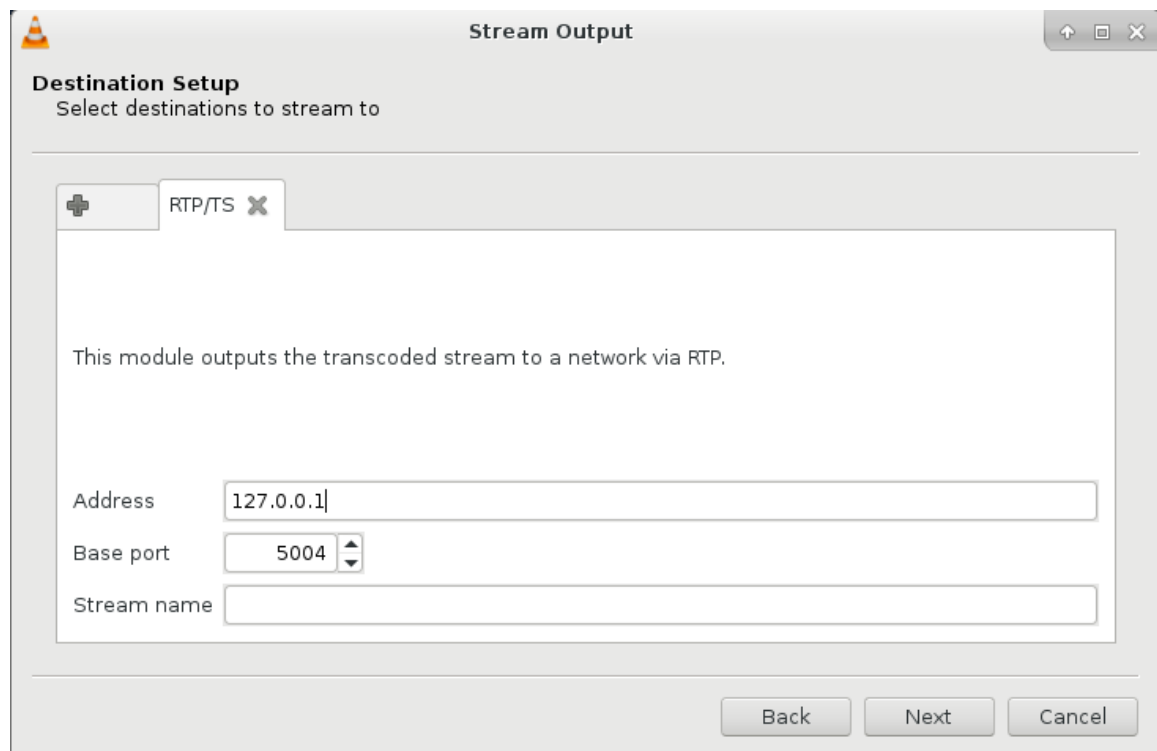 Stream Output
Destination Setup
Select destinations to stream to
RTP/TS
This module outputs the transcoded stream to a network via RTP.
Address 127.0.0.1
Base port 5004
Stream name
Back Next Cancel